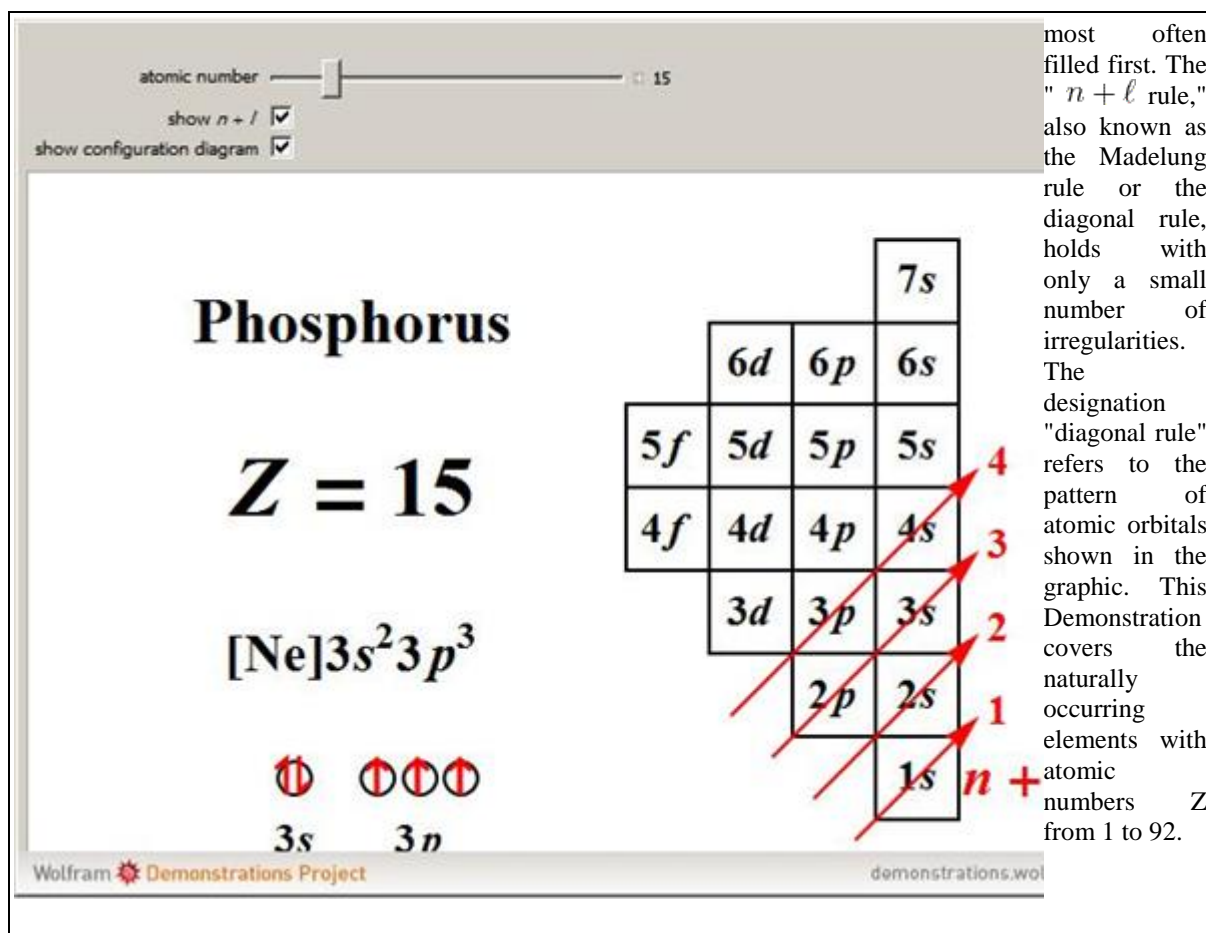 atomic number 15
show n + l
show configuration diagram
Phosphorus
Z = 15
[Ne]3s²3p³
3s 3p
7s
6d 6p 6s
5f 5d 5p 5s
4
4f 4d 4p 4s
3
3d 3p 3s
2
2p 2s
1
1s n +
Wolfram Demonstrations Project
demonstrations.wol
most often
filled first. The
" n + ℓ rule,"
also known as
the Madelung
rule or the
diagonal rule,
holds with
only a small
number of
irregularities.
The
designation
"diagonal rule"
refers to the
pattern of
atomic orbitals
shown in the
graphic. This
Demonstration
covers the
naturally
occurring
elements with
atomic
numbers Z
from 1 to 92.